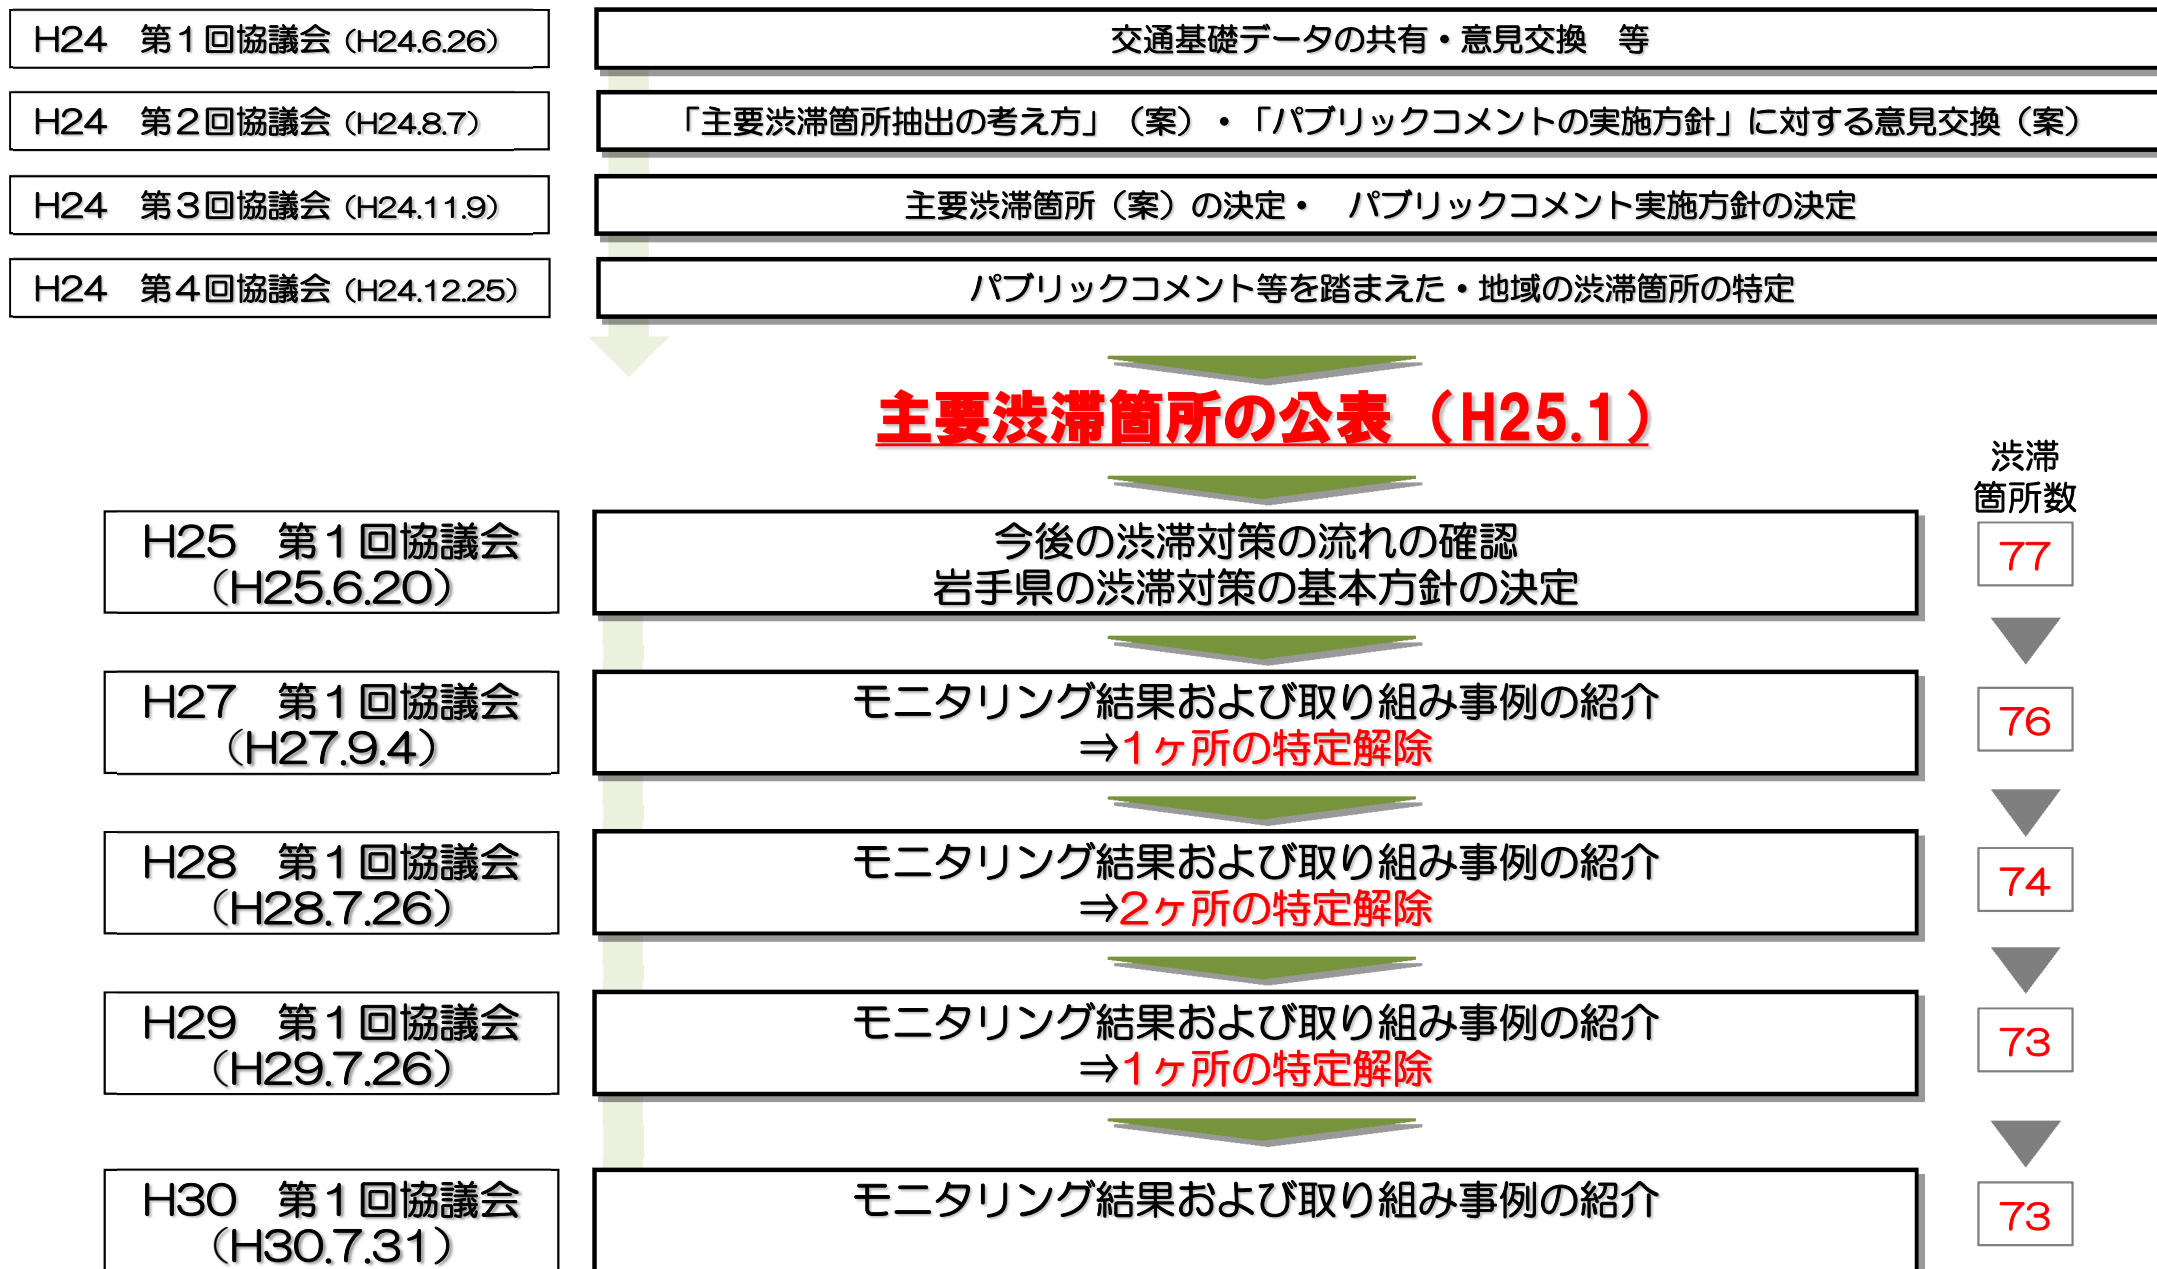 H24　第１回協議会（H24.6.26）
交通基礎データの共有・意見交換　等
H24　第２回協議会（H24.8.7）
「主要渋滞箇所抽出の考え方」（案）・「パブリックコメントの実施方針」に対する意見交換（案）
H24　第３回協議会（H24.11.9）
主要渋滞箇所（案）の決定・　パブリックコメント実施方針の決定
H24　第４回協議会（H24.12.25）
パブリックコメント等を踏まえた・地域の渋滞箇所の特定
主要渋滞箇所の公表（H25.1）
渋滞
箇所数
H25　第１回協議会
（H25.6.20）
今後の渋滞対策の流れの確認
岩手県の渋滞対策の基本方針の決定
77
H27　第１回協議会
（H27.9.4）
モニタリング結果および取り組み事例の紹介
⇒1ヶ所の特定解除
76
H28　第１回協議会
（H28.7.26）
モニタリング結果および取り組み事例の紹介
⇒2ヶ所の特定解除
74
H29　第１回協議会
（H29.7.26）
モニタリング結果および取り組み事例の紹介
⇒1ヶ所の特定解除
73
H30　第１回協議会
（H30.7.31）
モニタリング結果および取り組み事例の紹介
73